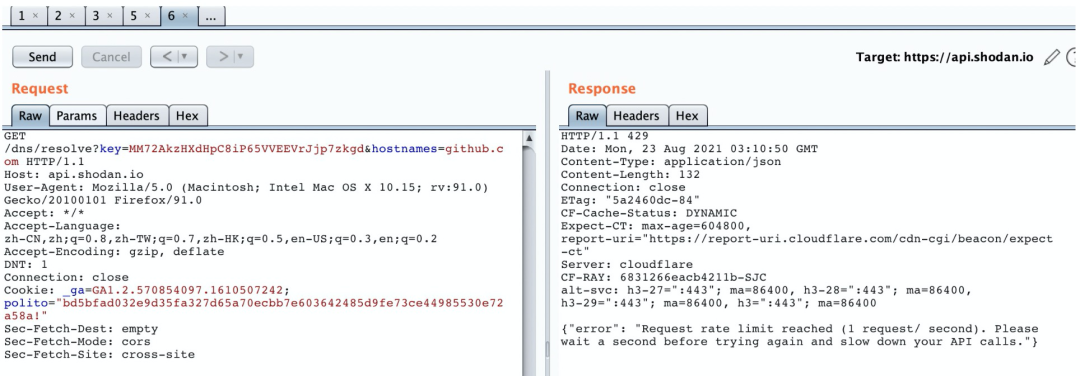 1 × 2 × 3 × 5 × 6 × ...
Send Cancel < > Target: https://api.shodan.io
Request
Raw Params Headers Hex
GET
/dns/resolve?key=MM72AkzHXdHpC8iP65VVEEVrJjp7zkgd&hostnames=github.c
om HTTP/1.1
Host: api.shodan.io
User-Agent: Mozilla/5.0 (Macintosh; Intel Mac OS X 10.15; rv:91.0)
Gecko/20100101 Firefox/91.0
Accept: */*
Accept-Language:
zh-CN,zh;q=0.8,zh-TW;q=0.7,zh-HK;q=0.5,en-US;q=0.3,en;q=0.2
Accept-Encoding: gzip, deflate
DNT: 1
Connection: close
Cookie: _ga=GA1.2.570854097.1610507242;
polito="bd5bfad032e9d35fa327d65a70ecbb7e603642485d9fe73ce44985530e72
a58a!"
Sec-Fetch-Dest: empty
Sec-Fetch-Mode: cors
Sec-Fetch-Site: cross-site
Response
Raw Headers Hex
HTTP/1.1 429
Date: Mon, 23 Aug 2021 03:10:50 GMT
Content-Type: application/json
Content-Length: 132
Connection: close
ETag: "5a2460dc-84"
CF-Cache-Status: DYNAMIC
Expect-CT: max-age=604800,
report-uri="https://report-uri.cloudflare.com/cdn-cgi/beacon/expect
-ct"
Server: cloudflare
CF-RAY: 6831266eacb4211b-SJC
alt-svc: h3-27=":443"; ma=86400, h3-28=":443"; ma=86400,
h3-29=":443"; ma=86400, h3=":443"; ma=86400
{"error": "Request rate limit reached (1 request/ second). Please
wait a second before trying again and slow down your API calls."}